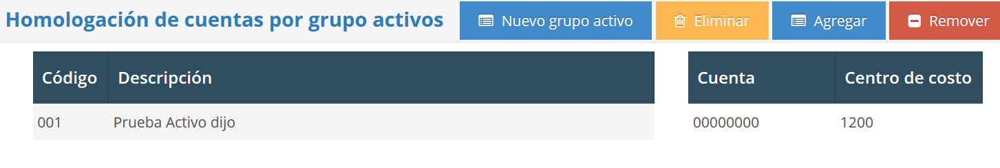 Homologación de cuentas por grupo activos Nuevo grupo activo Eliminar Agregar Remover
Código Descripción Cuenta Centro de costo
001 Prueba Activo dijo 00000000 1200